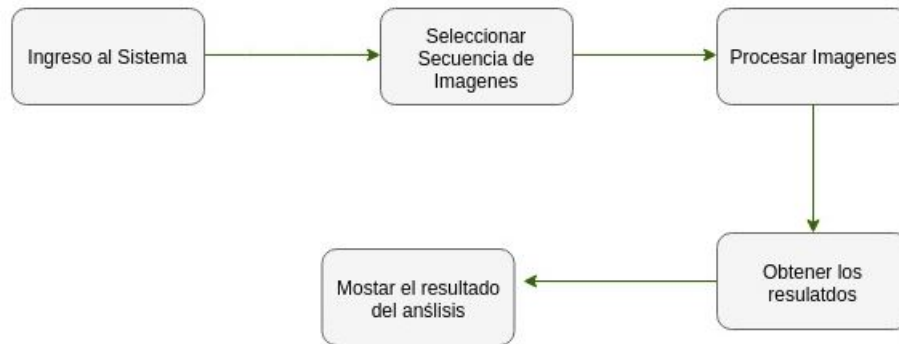 Ingreso al Sistema
Seleccionar
Secuencia de
Imagenes
Procesar Imagenes
Obtener los
resulatdos
Mostar el resultado
del anślisis